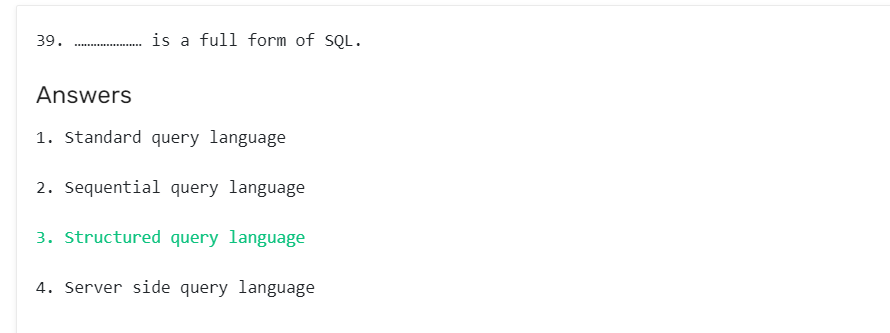 39. ………………… is a full form of SQL.
Answers
1. Standard query language
2. Sequential query language
3. Structured query language
4. Server side query language